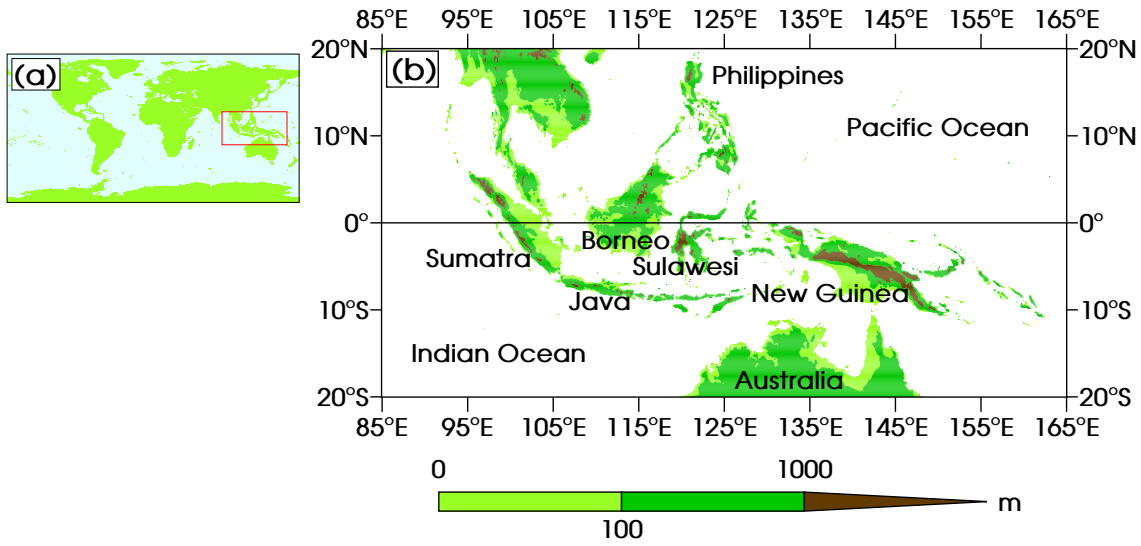 85°E 95°E 105°E 115°E 125°E 135°E 145°E 155°E 165°E
(a)
20°N 20°N
(b)
Philippines
10°N 10°N
Pacific Ocean
0° 0°
Borneo
Sumatra
Sulawesi
Java
New Guinea
10°S 10°S
Indian Ocean
Australia
20°S 20°S
85°E 95°E 105°E 115°E 125°E 135°E 145°E 155°E 165°E
0 1000
m
100